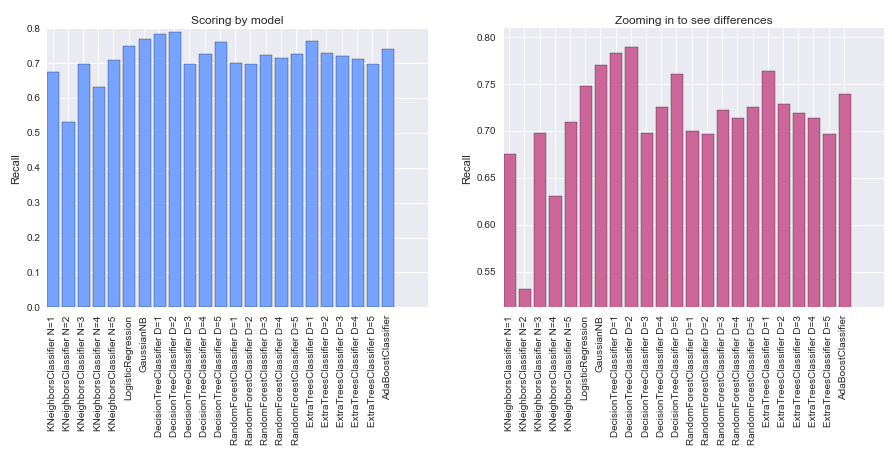 Scoring by model
Recall
0.8
0.7
0.6
0.5
0.4
0.3
0.2
0.1
0.0
KNeighborsClassifier N=1
KNeighborsClassifier N=2
KNeighborsClassifier N=3
KNeighborsClassifier N=4
KNeighborsClassifier N=5
LogisticRegression
GaussianNB
DecisionTreeClassifier D=1
DecisionTreeClassifier D=2
DecisionTreeClassifier D=3
DecisionTreeClassifier D=4
DecisionTreeClassifier D=5
RandomForestClassifier D=1
RandomForestClassifier D=2
RandomForestClassifier D=3
RandomForestClassifier D=4
RandomForestClassifier D=5
ExtraTreesClassifier D=1
ExtraTreesClassifier D=2
ExtraTreesClassifier D=3
ExtraTreesClassifier D=4
ExtraTreesClassifier D=5
AdaBoostClassifier
Zooming in to see differences
Recall
0.80
0.75
0.70
0.65
0.60
0.55
KNeighborsClassifier N=1
KNeighborsClassifier N=2
KNeighborsClassifier N=3
KNeighborsClassifier N=4
KNeighborsClassifier N=5
LogisticRegression
GaussianNB
DecisionTreeClassifier D=1
DecisionTreeClassifier D=2
DecisionTreeClassifier D=3
DecisionTreeClassifier D=4
DecisionTreeClassifier D=5
RandomForestClassifier D=1
RandomForestClassifier D=2
RandomForestClassifier D=3
RandomForestClassifier D=4
RandomForestClassifier D=5
ExtraTreesClassifier D=1
ExtraTreesClassifier D=2
ExtraTreesClassifier D=3
ExtraTreesClassifier D=4
ExtraTreesClassifier D=5
AdaBoostClassifier